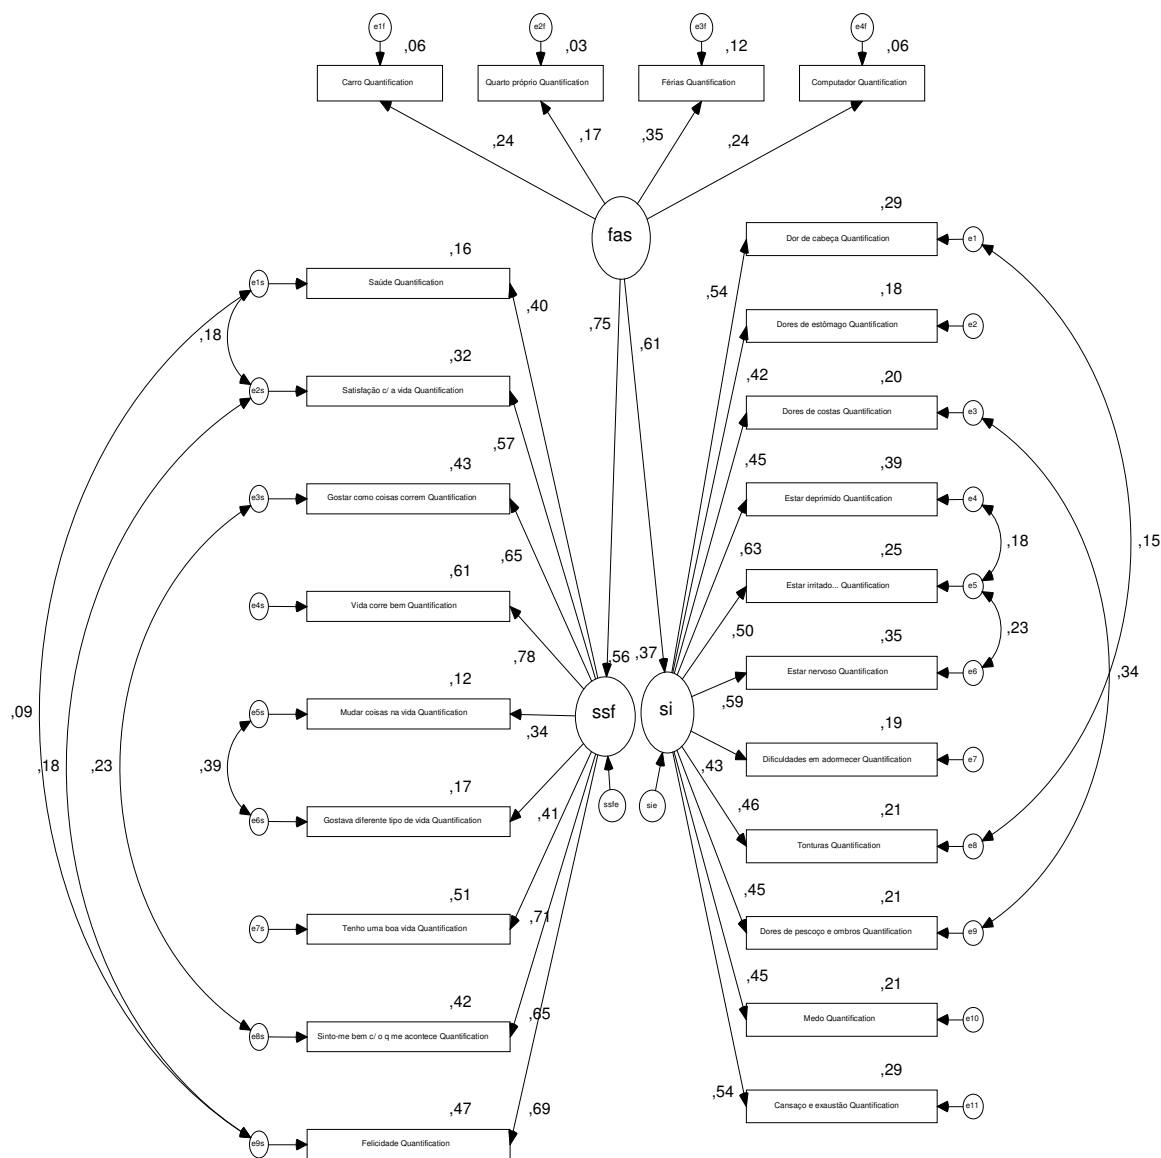 e1f
e2f
e3f
e4f
,06
,03
,12
,06
Carro Quantification
Quarto próprio Quantification
Férias Quantification
Computador Quantification
,24
,17
,35
,24
fas
,75
,61
,16
e1s
Saúde Quantification
,40
,18
,32
e2s
Satisfação c/ a vida Quantification
,57
,43
e3s
Gostar como coisas correm Quantification
,65
,61
e4s
Vida corre bem Quantification
,78
,12
e5s
Mudar coisas na vida Quantification
,34
,09
,18
,23
,39
,17
e6s
Gostava diferente tipo de vida Quantification
,41
,51
e7s
Tenho uma boa vida Quantification
,71
,42
e8s
Sinto-me bem c/ o q me acontece Quantification
,65
,47
e9s
Felicidade Quantification
,69
,56
ssf
ssfe
,37
si
sie
,29
Dor de cabeça Quantification
e1
,54
,18
Dores de estômago Quantification
e2
,42
,20
Dores de costas Quantification
e3
,45
,39
Estar deprimido Quantification
e4
,63
,18
,15
,25
Estar irritado... Quantification
e5
,50
,23
,35
Estar nervoso Quantification
e6
,59
,34
,19
Dificuldades em adormecer Quantification
e7
,43
,21
Tonturas Quantification
e8
,46
,21
Dores de pescoço e ombros Quantification
e9
,45
,21
Medo Quantification
e10
,45
,29
Cansaço e exaustão Quantification
e11
,54